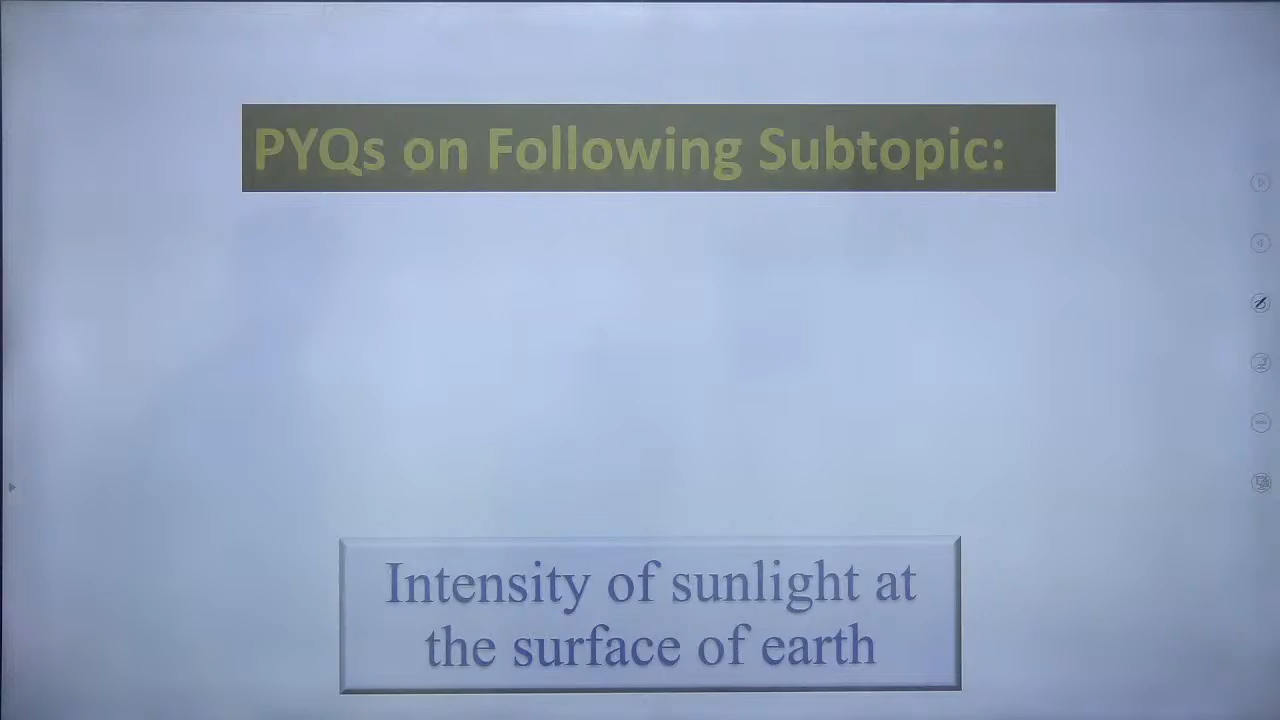 PYQs on Following Subtopic:
Intensity of sunlight at
the surface of earth